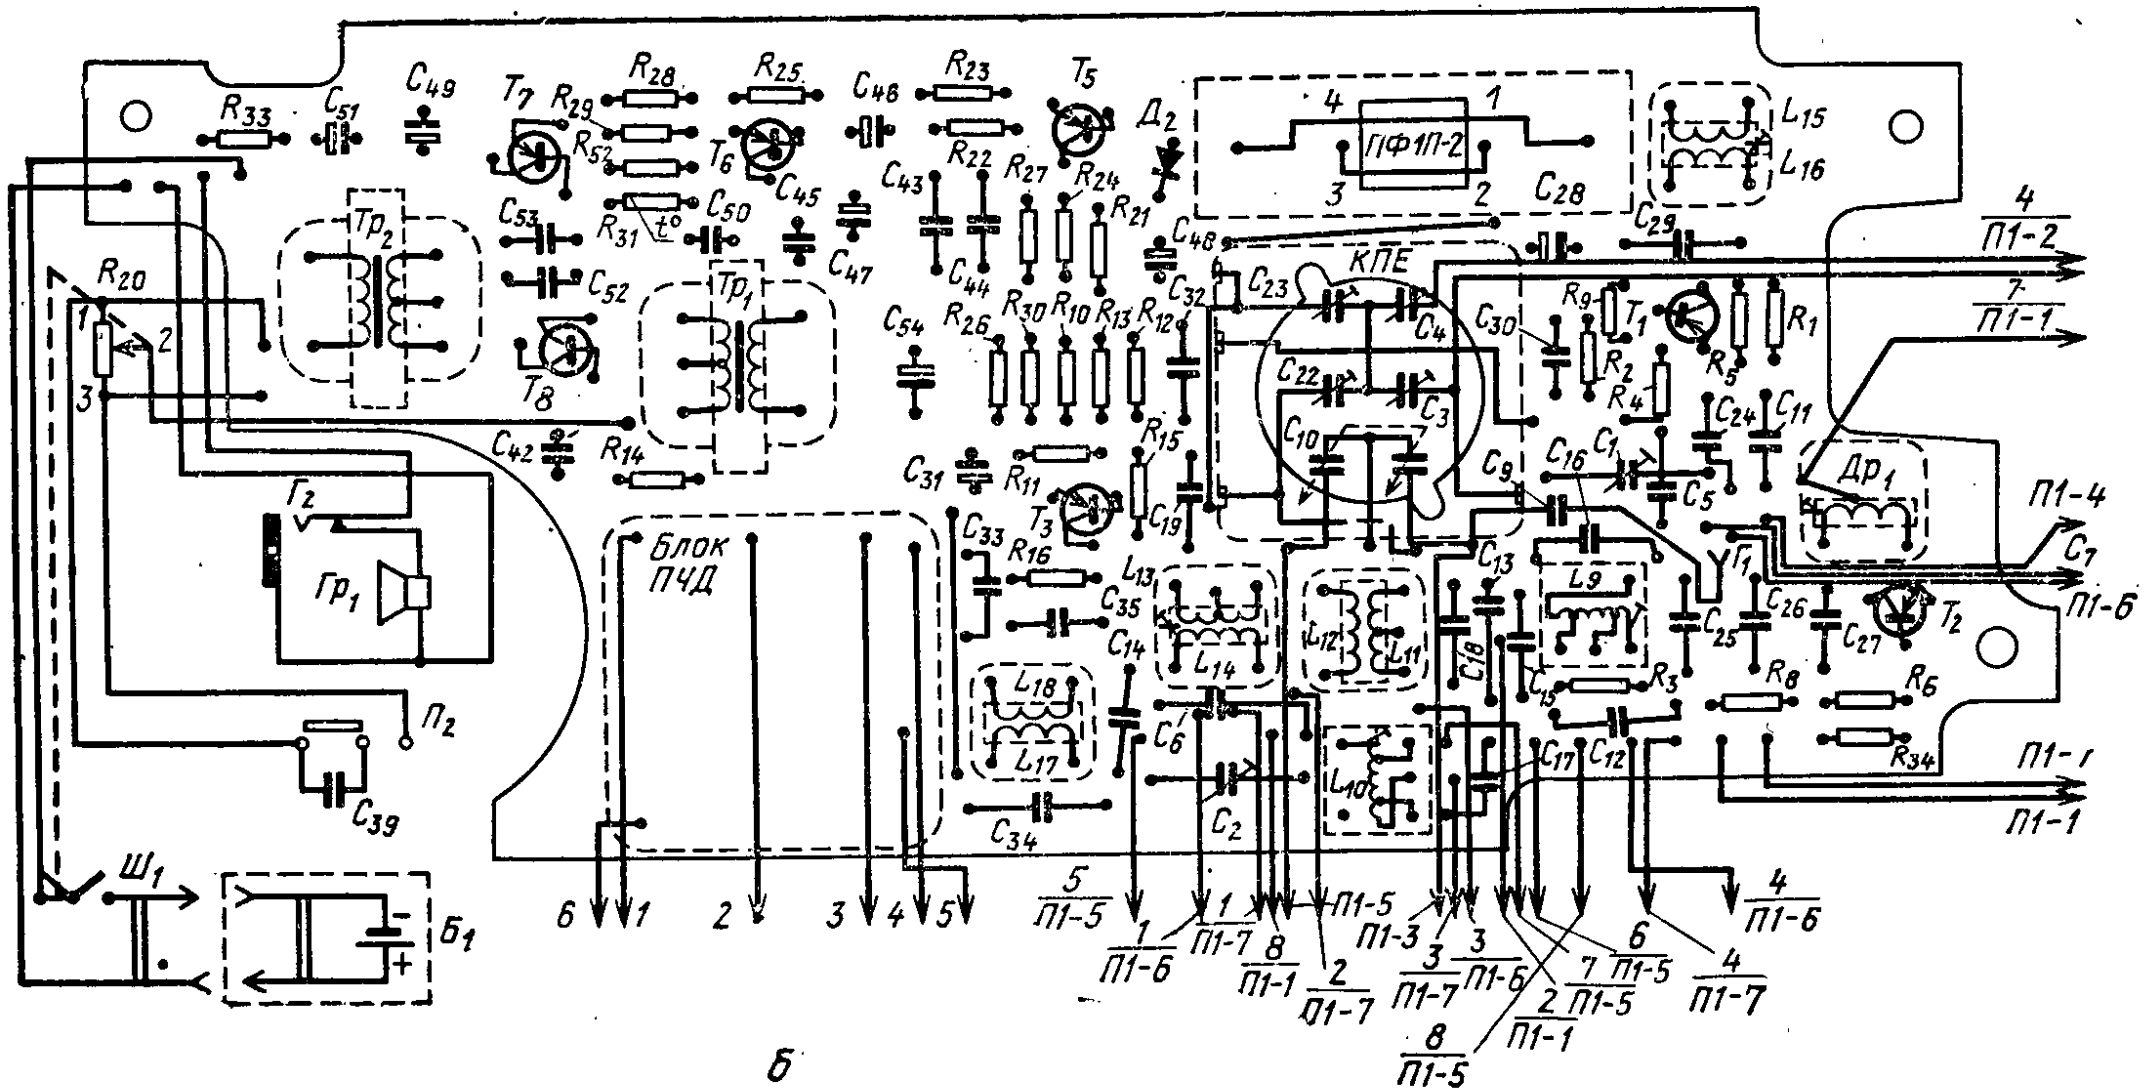 R28
R25
C49
T7
R29
C46
R23
T5
R33
C51
Д2
4
1
ПФ1П-2
3
2
L15
L16
R52
T6
R22
R27
R24
C45
C43
R21
C28
C29
4
П1-2
Тр2
C53
R31
t°
C50
C47
C44
C48
КПЕ
R20
1
2
3
C52
Тр1
C54
R26
R30
R10
R13
R12
C32
C23
C4
C30
R9
T1
R2
R5
R1
7
П1-1
T8
C22
C3
R4
C24
C11
C42
R14
C31
R11
R15
C10
C9
C16
C1
C5
Др1
П1-4
Г2
T3
C19
Блок
ПЧД
C33
R16
L13
C13
L9
Г1
C7
П1-6
Гр1
C35
C14
L14
L12
L11
C18
C15
C25
C26
C27
T2
R3
R8
R6
П2
L18
L17
C6
L10
C17
C12
R34
П1-г
C39
C34
C2
П1-1
Ш1
Б1
-
+
6
1
2
3
4
5
5
П1-5
1
П1-6
1
П1-7
8
П1-1
П1-5
2
П1-7
П1-3
3
П1-7
3
П1-6
8
П1-5
2
П1-1
7
П1-5
6
П1-5
4
П1-7
4
П1-6
б